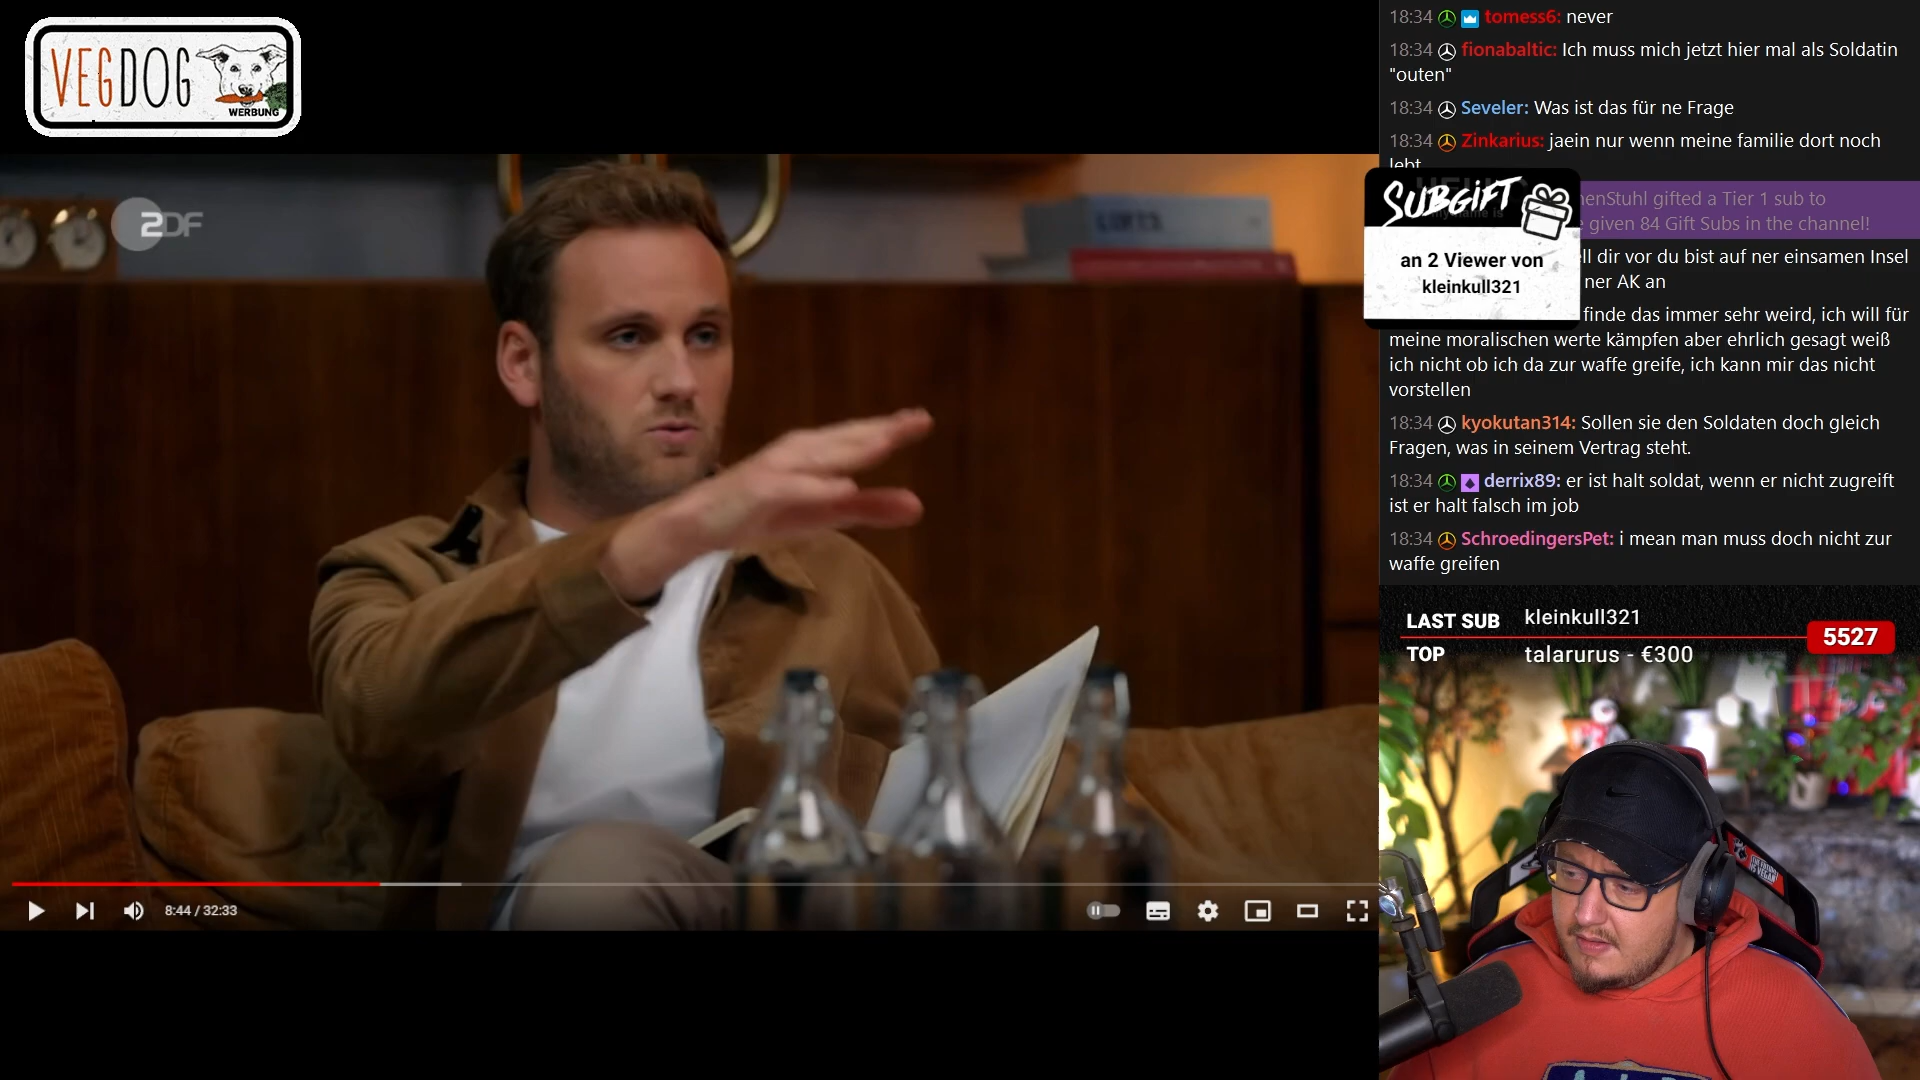 VEGDOG
WERBUNG
ZDF
8:44 / 32:33
18:34 tomess6: never
18:34 fionabaltic: Ich muss mich jetzt hier mal als Soldatin
"outen"
18:34 Seveler: Was ist das für ne Frage
18:34 Zinkarius: jaein nur wenn meine familie dort noch
lebt
SUBGIFT
an 2 Viewer von
kleinkull321
enStuhl gifted a Tier 1 sub to
given 84 Gift Subs in the channel!
ll dir vor du bist auf ner einsamen Insel
ner AK an
finde das immer sehr weird, ich will für
meine moralischen werte kämpfen aber ehrlich gesagt weiß
ich nicht ob ich da zur waffe greife, ich kann mir das nicht
vorstellen
18:34 kyokutan314: Sollen sie den Soldaten doch gleich
Fragen, was in seinem Vertrag steht.
18:34 derrix89: er ist halt soldat, wenn er nicht zugreift
ist er halt falsch im job
18:34 SchroedingersPet: i mean man muss doch nicht zur
waffe greifen
LAST SUB kleinkull321
5527
TOP talarurus - €300